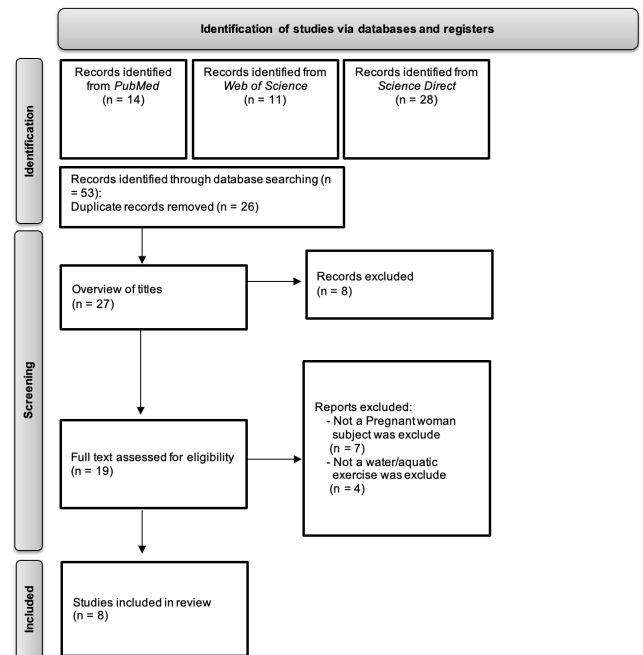 Identification of studies via databases and registers
Identification
Records identified
from PubMed
(n = 14)
Records identified from
Web of Science
(n = 11)
Records identified from
Science Direct
(n = 28)
Records identified through database searching (n
= 53):
Duplicate records removed (n = 26)
Screening
Overview of titles
(n = 27)
Records excluded
(n = 8)
Full text assessed for eligibility
(n = 19)
Reports excluded:
- Not a Pregnant woman
subject was exclude
(n = 7)
- Not a water/aquatic
exercise was exclude
(n = 4)
Included
Studies included in review
(n = 8)